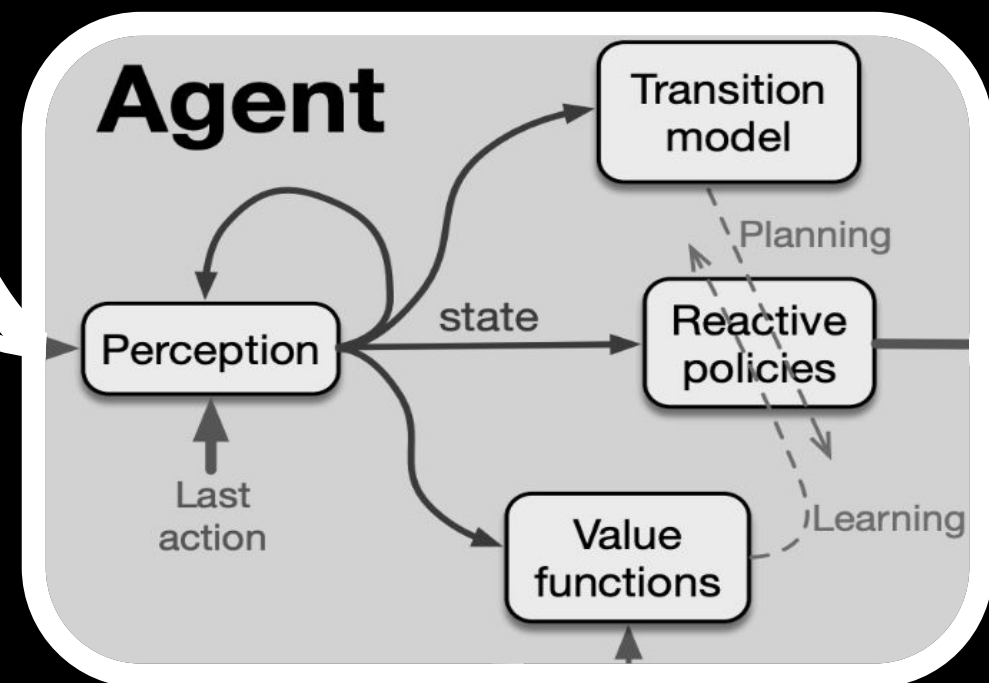 Agent
Transition
model
Planning
state
Reactive
policies
Perception
Last
action
Learning
Value
functions